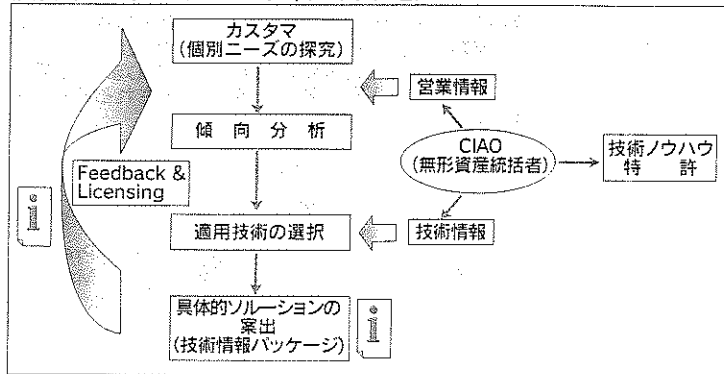 カスタマ
(個別ニーズの探究)
営業情報
傾向分析
CIAO
(無形資産統括者)
技術ノウハウ
特許
Feedback &
Licensing
適用技術の選択
技術情報
具体的ソルーションの
案出
(技術情報パッケージ)